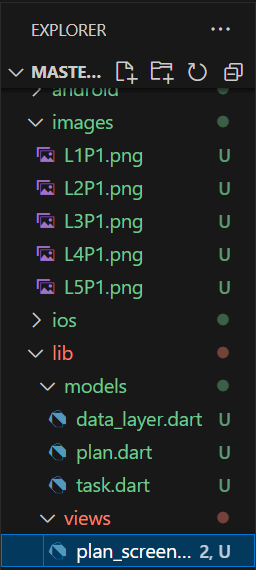 EXPLORER
MASTE...
android
images
L1P1.png U
L2P1.png U
L3P1.png U
L4P1.png U
L5P1.png U
ios
lib
models
data_layer.dart U
plan.dart U
task.dart U
views
plan_screen... 2, U